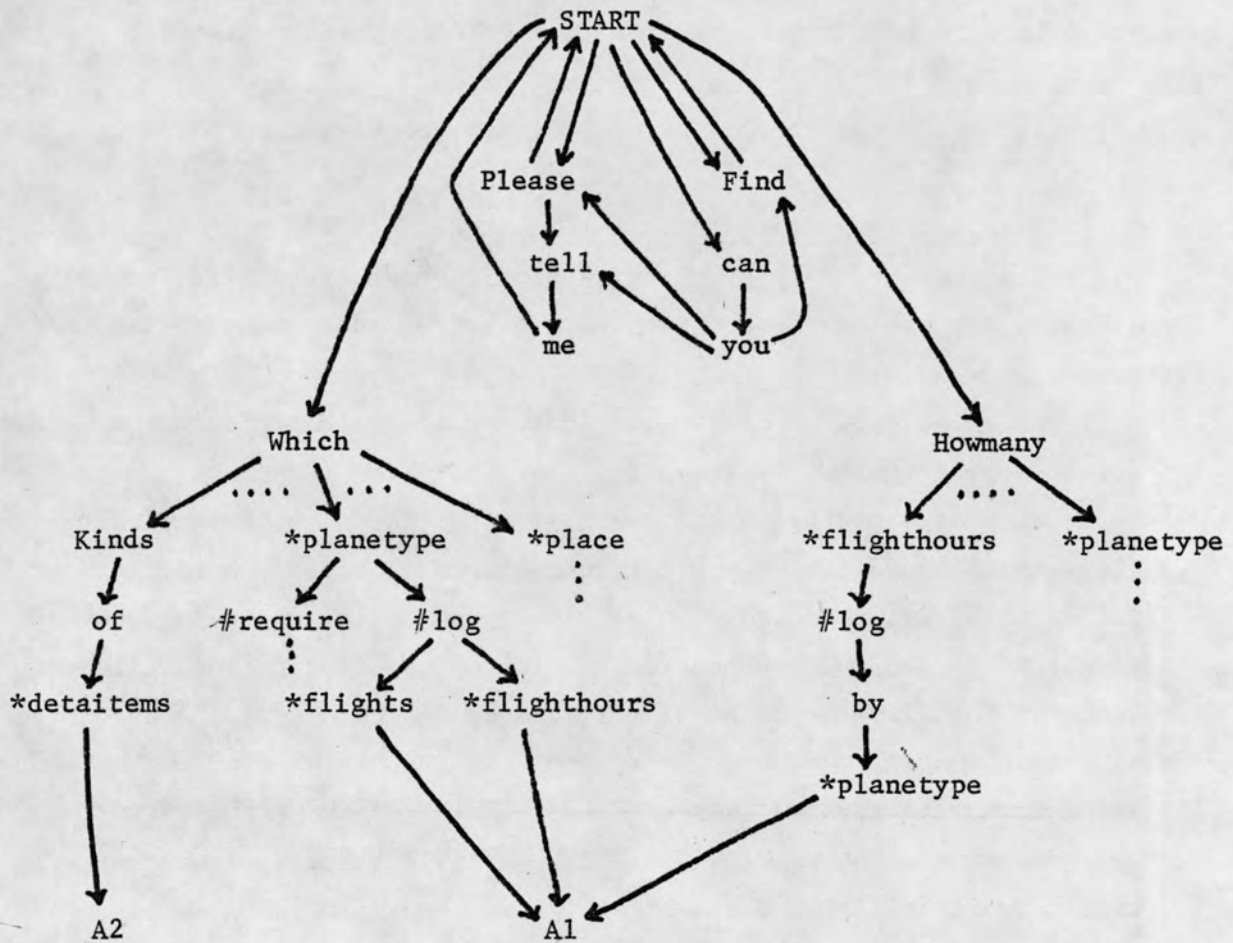 START
Please Find
tell can
me you
Which Howmany
Kinds *planetype *place *flighthours *planetype
of #require #log #log
*detaitems *flights *flighthours by
*planetype
A2 A1